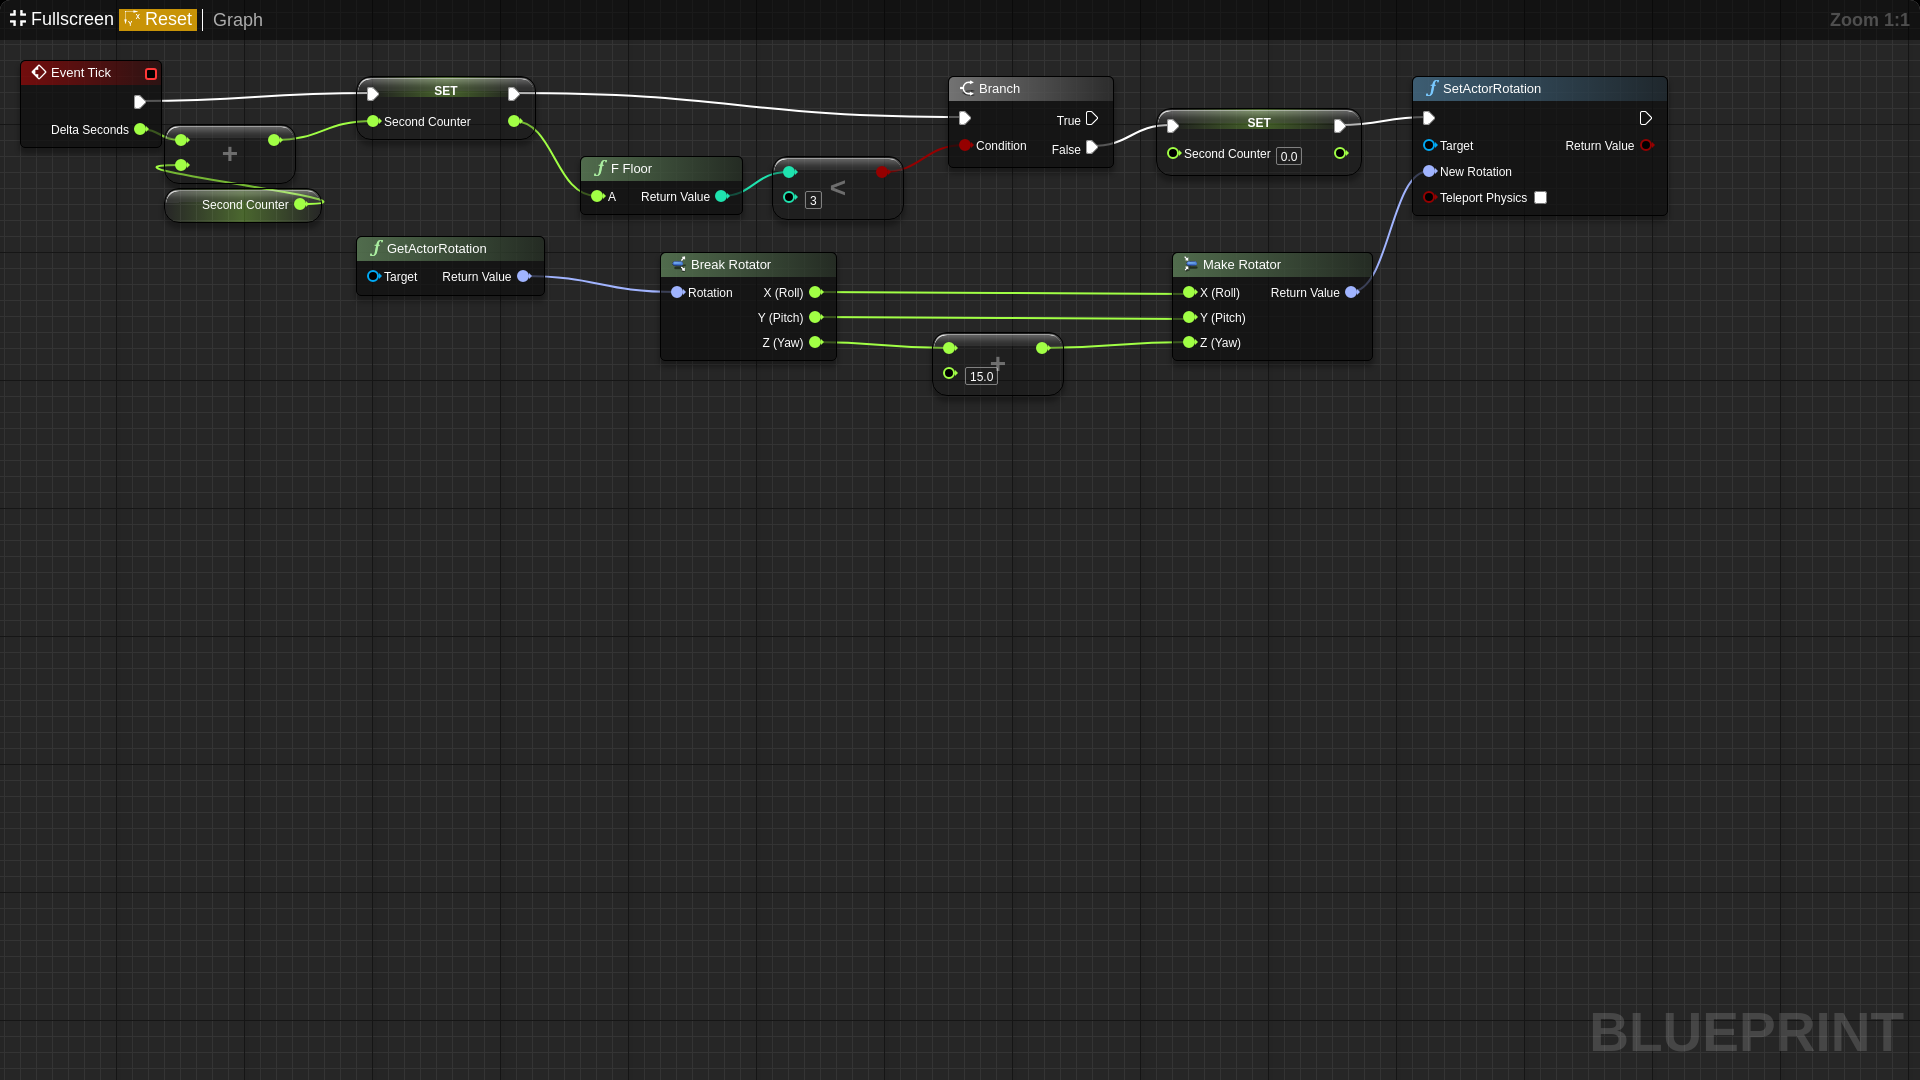 Fullscreen Reset Graph Zoom 1:1
Event Tick
Delta Seconds
+
Second Counter
SET
Second Counter
F Floor
A Return Value
<
3
Branch
True
Condition
False
SET
Second Counter 0.0
SetActorRotation
Target Return Value
New Rotation
Teleport Physics
GetActorRotation
Target Return Value
Break Rotator
Rotation X (Roll)
Y (Pitch)
Z (Yaw)
+
15.0
Make Rotator
X (Roll) Return Value
Y (Pitch)
Z (Yaw)
BLUEPRINT